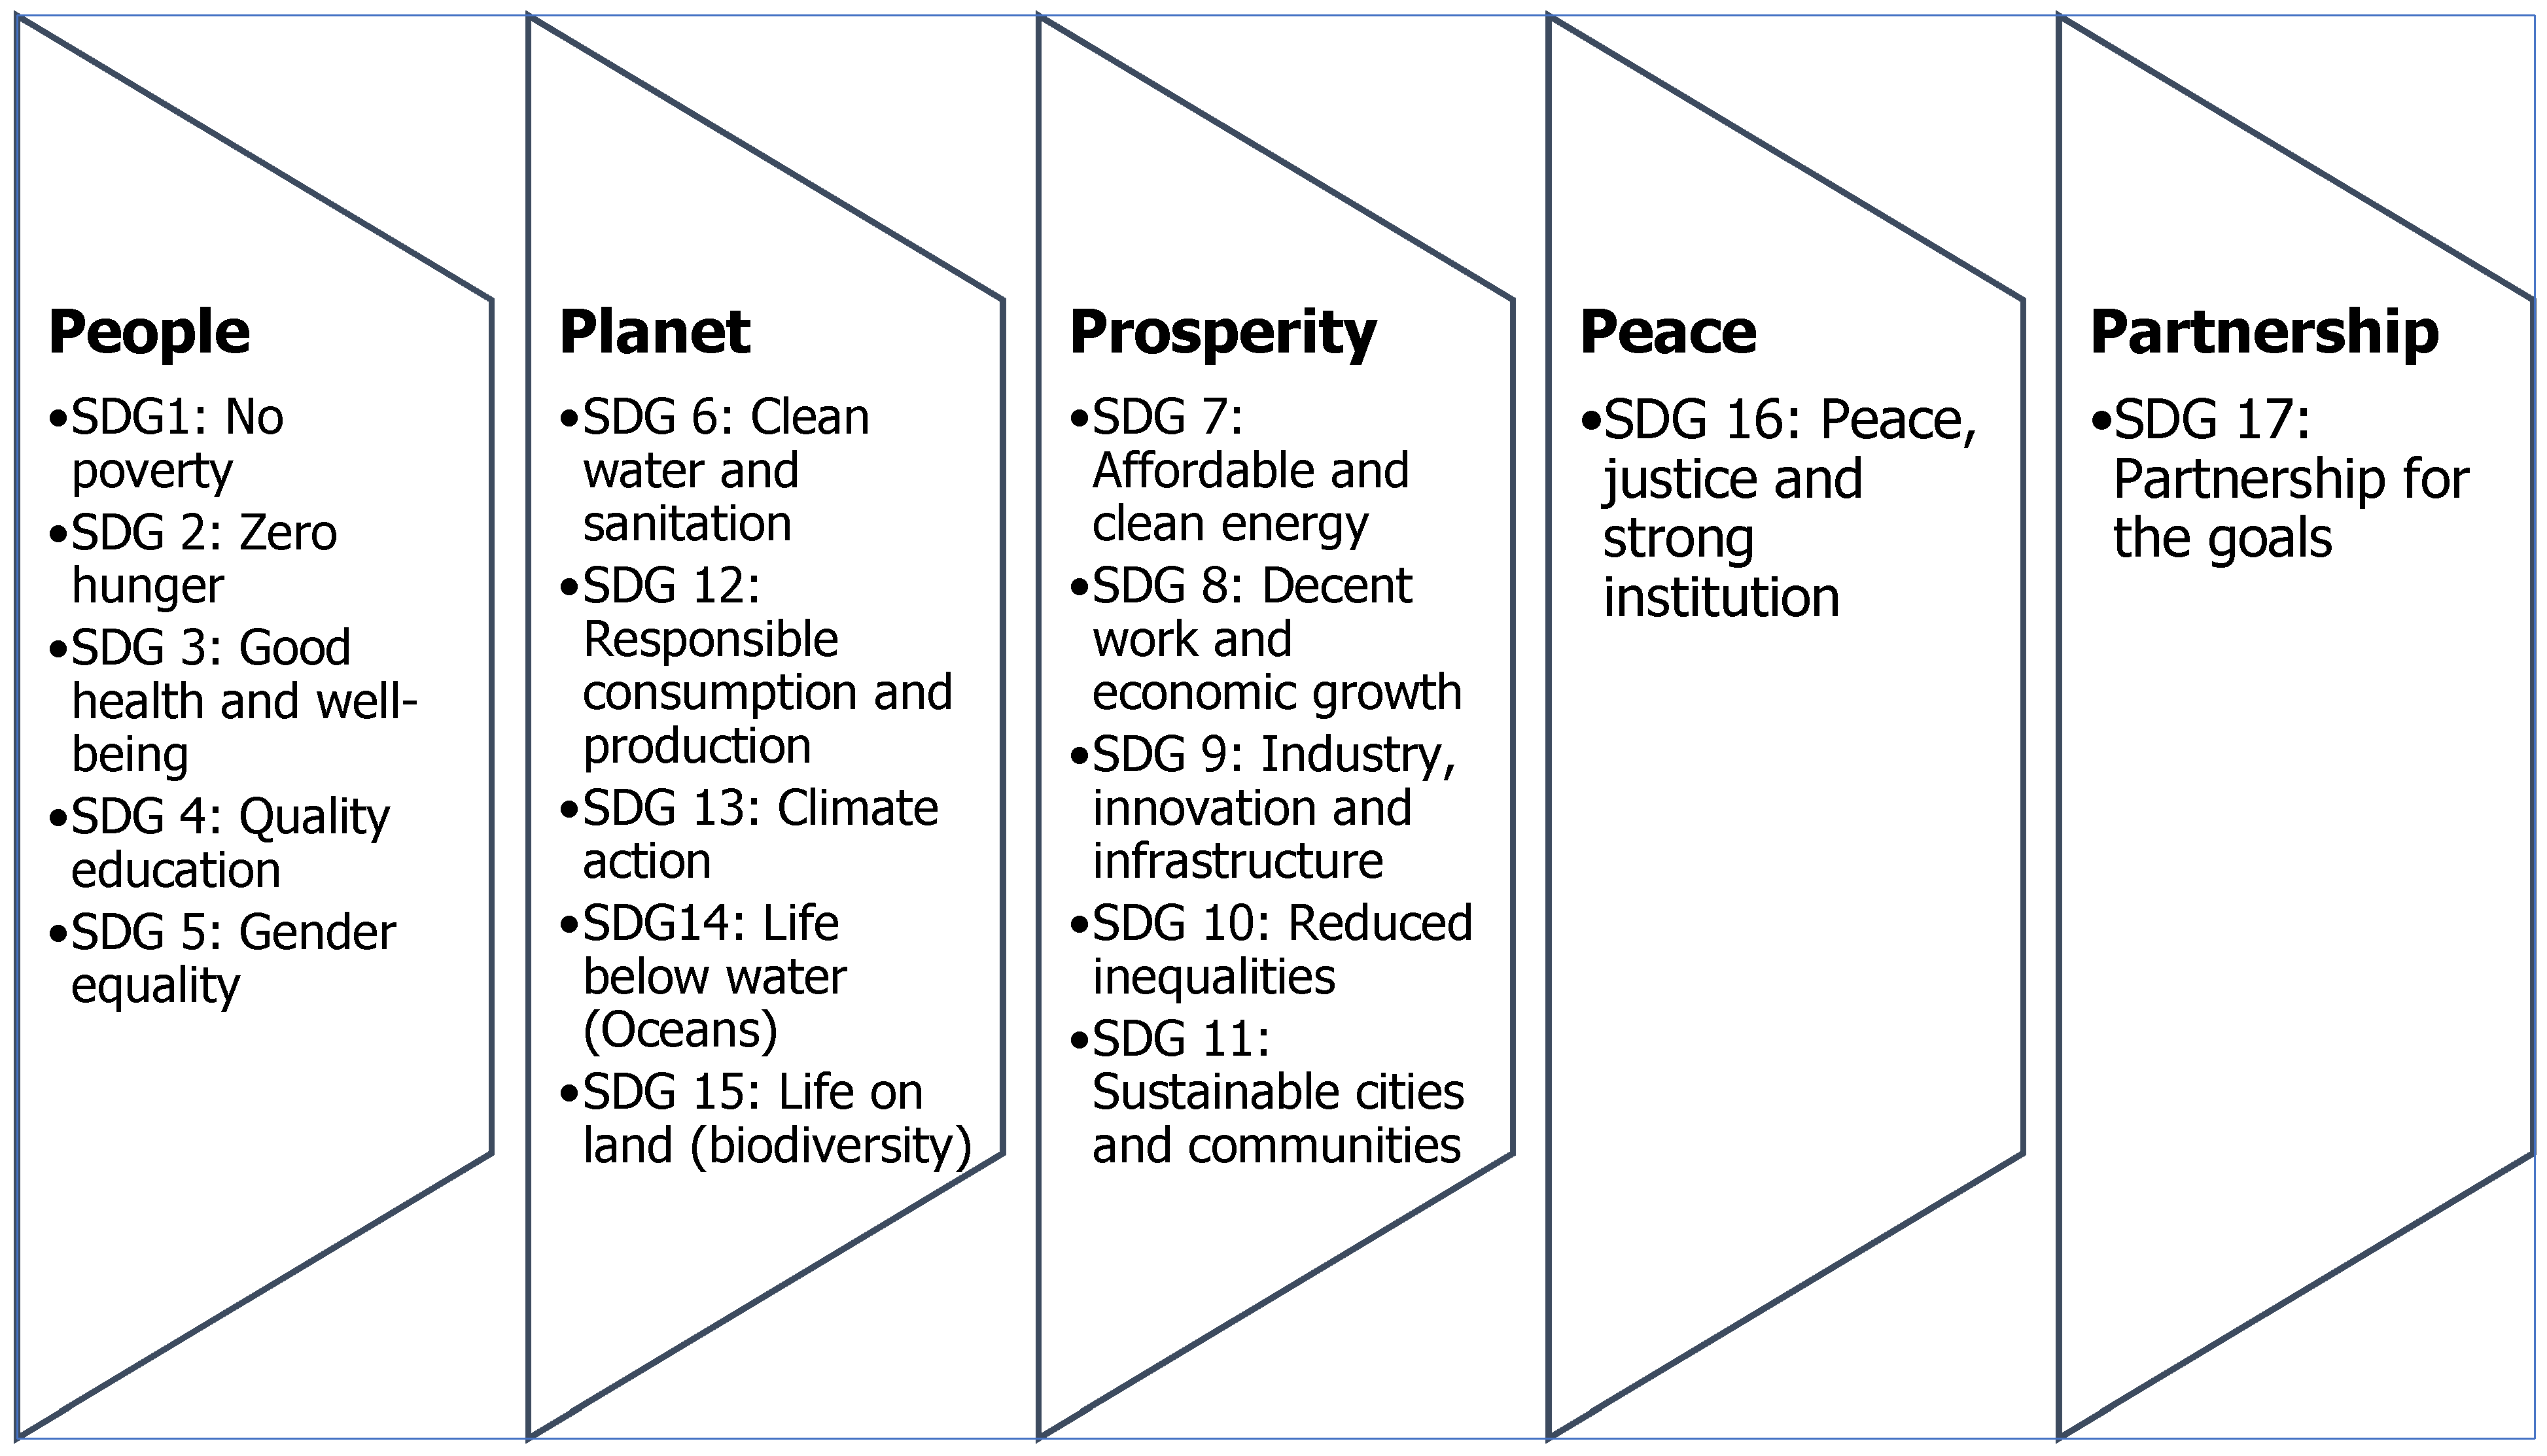 People
•SDG1: No
poverty
•SDG 2: Zero
hunger
•SDG 3: Good
health and well-
being
•SDG 4: Quality
education
•SDG 5: Gender
equality
Planet
•SDG 6: Clean
water and
sanitation
•SDG 12:
Responsible
consumption and
production
•SDG 13: Climate
action
•SDG14: Life
below water
(Oceans)
•SDG 15: Life on
land (biodiversity)
Prosperity
•SDG 7:
Affordable and
clean energy
•SDG 8: Decent
work and
economic growth
•SDG 9: Industry,
innovation and
infrastructure
•SDG 10: Reduced
inequalities
•SDG 11:
Sustainable cities
and communities
Peace
•SDG 16: Peace,
justice and
strong
institution
Partnership
•SDG 17:
Partnership for
the goals